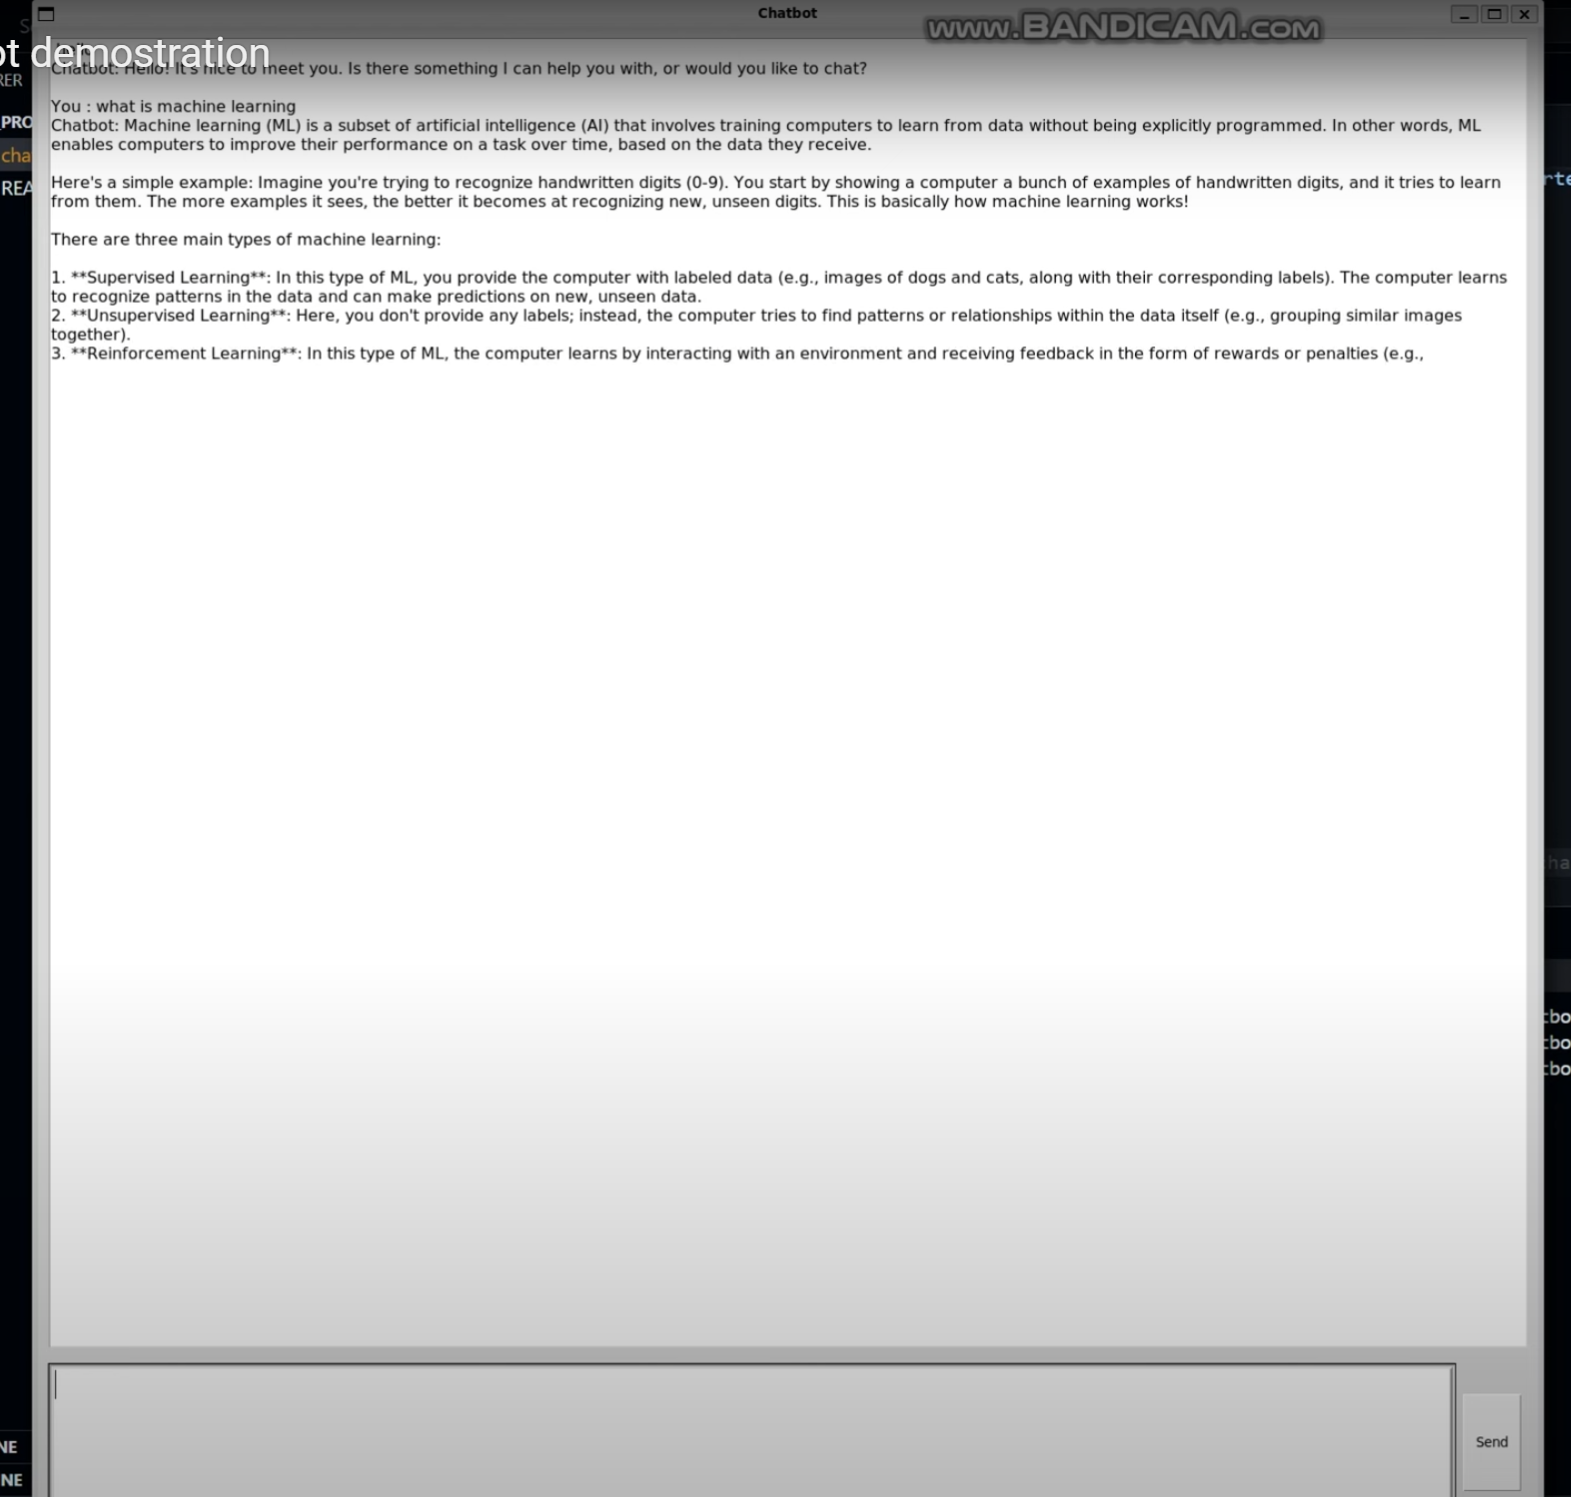 Chatbot
www.BANDICAM.com
ot demostration
Chatbot: Hello! It's nice to meet you. Is there something I can help you with, or would you like to chat?
RER
You : what is machine learning
PRO
Chatbot: Machine learning (ML) is a subset of artificial intelligence (AI) that involves training computers to learn from data without being explicitly programmed. In other words, ML
enables computers to improve their performance on a task over time, based on the data they receive.
cha
Here's a simple example: Imagine you're trying to recognize handwritten digits (0-9). You start by showing a computer a bunch of examples of handwritten digits, and it tries to learn
REA
rte
from them. The more examples it sees, the better it becomes at recognizing new, unseen digits. This is basically how machine learning works!
There are three main types of machine learning:
1. **Supervised Learning**: In this type of ML, you provide the computer with labeled data (e.g., images of dogs and cats, along with their corresponding labels). The computer learns
to recognize patterns in the data and can make predictions on new, unseen data.
2. **Unsupervised Learning**: Here, you don't provide any labels; instead, the computer tries to find patterns or relationships within the data itself (e.g., grouping similar images
together).
3. **Reinforcement Learning**: In this type of ML, the computer learns by interacting with an environment and receiving feedback in the form of rewards or penalties (e.g.,
cha
tbo
tbo
tbo
Send
NE
NE